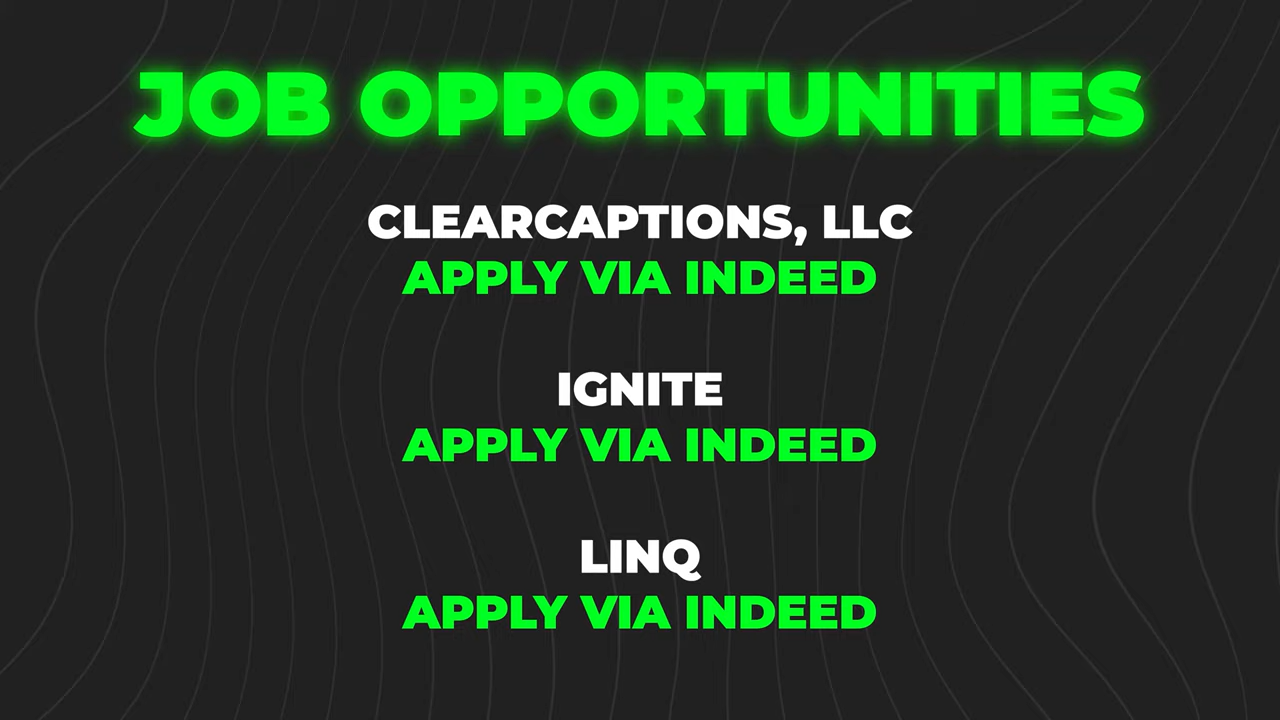 JOB OPPORTUNITIES
CLEARCAPTIONS, LLC
APPLY VIA INDEED
IGNITE
APPLY VIA INDEED
LINQ
APPLY VIA INDEED